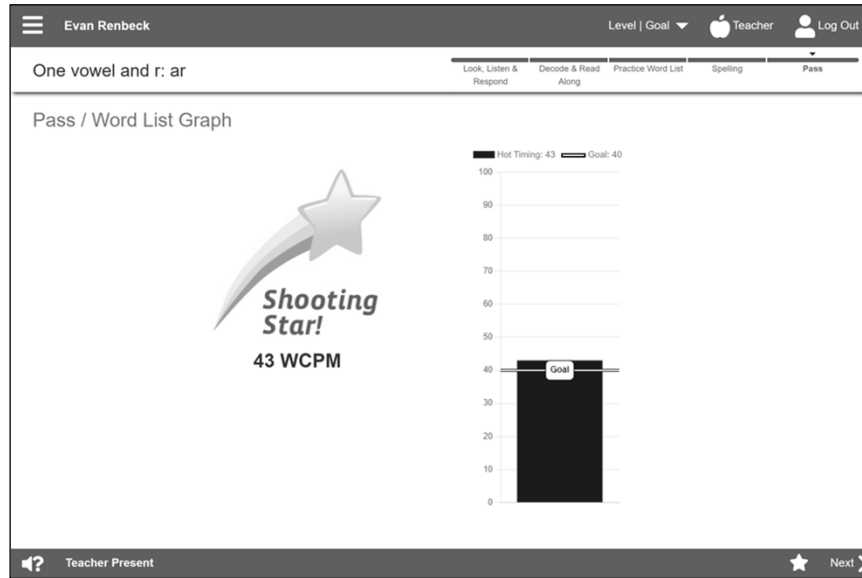 Evan Renbeck
Level | Goal
Teacher
Log Out
One vowel and r: ar
Look, Listen &
Respond
Decode & Read
Along
Practice Word List
Spelling
Pass
Pass / Word List Graph
Hot Timing: 43
Goal: 40
100
90
80
70
60
50
40
30
20
10
0
Goal
Shooting
Star!
43 WCPM
?
Teacher Present
Next